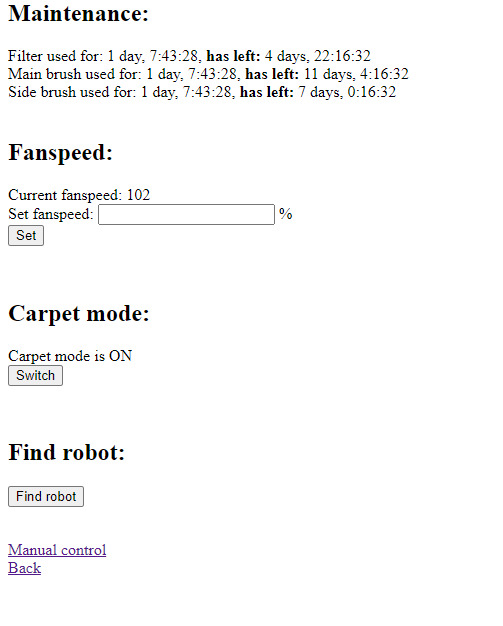 Maintenance:
Filter used for: 1 day, 7:43:28, has left: 4 days, 22:16:32
Main brush used for: 1 day, 7:43:28, has left: 11 days, 4:16:32
Side brush used for: 1 day, 7:43:28, has left: 7 days, 0:16:32
Fanspeed:
Current fanspeed: 102
Set fanspeed: %
Set
Carpet mode:
Carpet mode is ON
Switch
Find robot:
Find robot
Manual control
Back